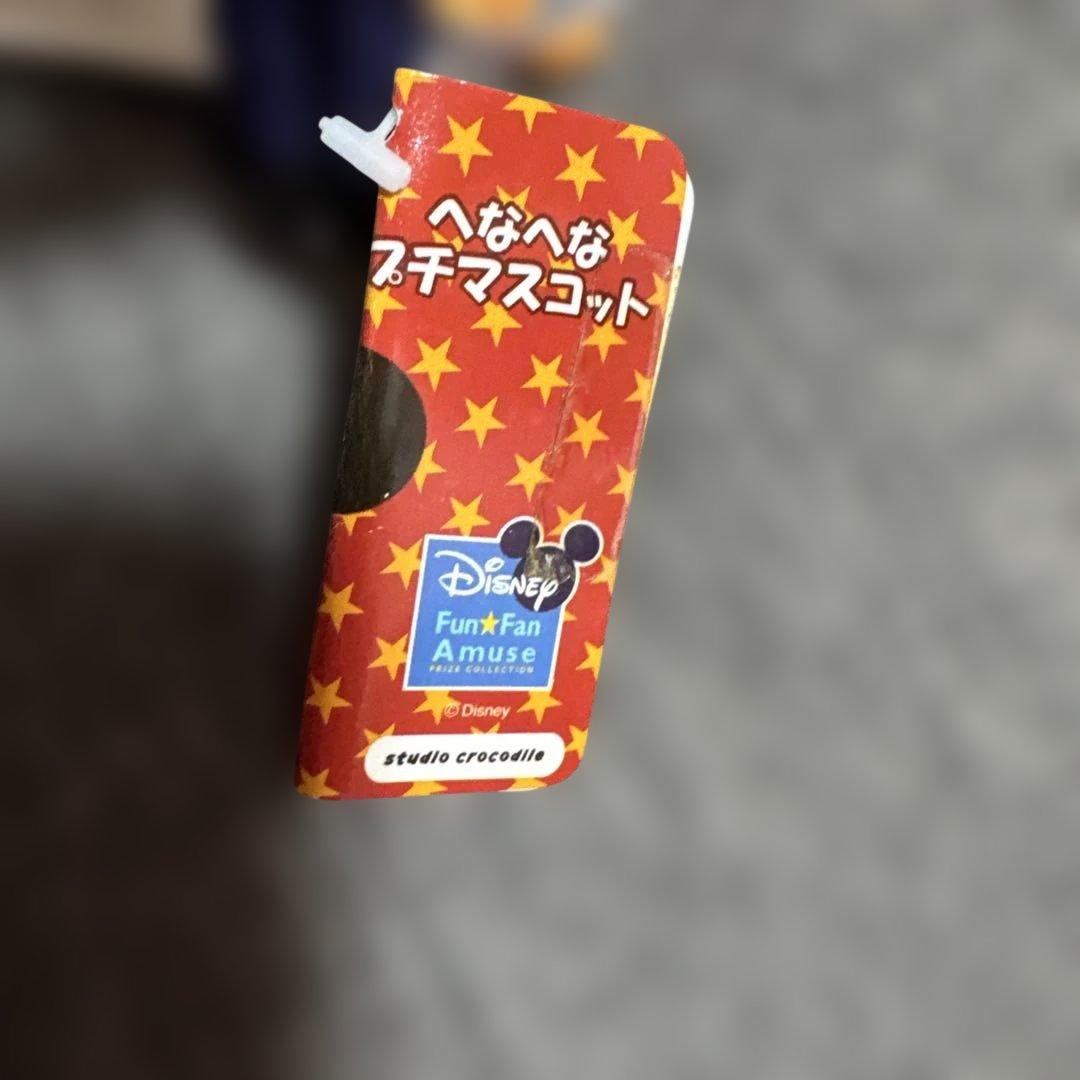 へなへな
プチマスコット
Disney
Fun★Fan
Amuse
PRIZE COLLECTION
© Disney
studio crocodile